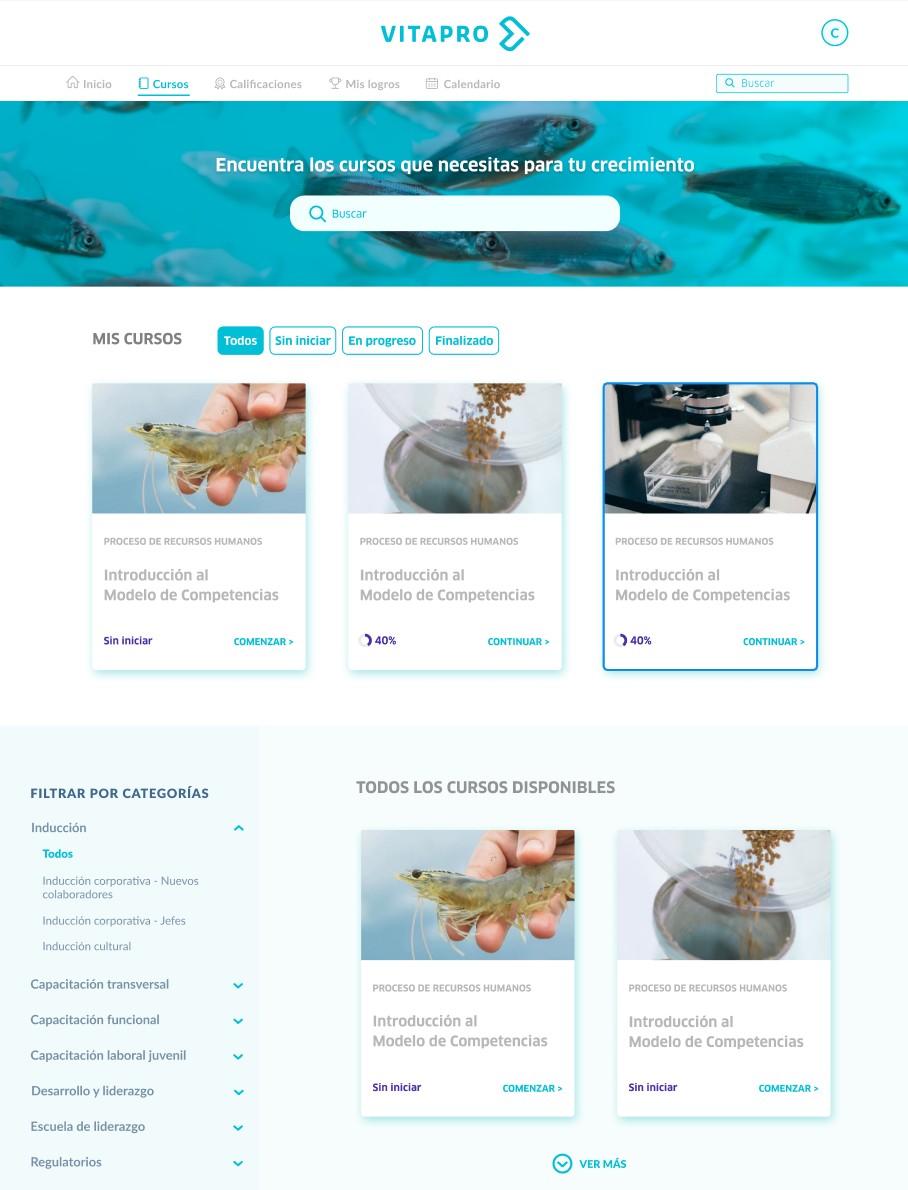 VITAPRO
C
Inicio
Cursos
Calificaciones
Mis logros
Calendario
Buscar
Encuentra los cursos que necesitas para tu crecimiento
Buscar
MIS CURSOS
Todos
Sin iniciar
En progreso
Finalizado
PROCESO DE RECURSOS HUMANOS
Introducción al
Modelo de Competencias
Sin iniciar
COMENZAR >
PROCESO DE RECURSOS HUMANOS
Introducción al
Modelo de Competencias
40%
CONTINUAR >
PROCESO DE RECURSOS HUMANOS
Introducción al
Modelo de Competencias
40%
CONTINUAR >
FILTRAR POR CATEGORÍAS
Inducción
Todos
Inducción corporativa - Nuevos
colaboradores
Inducción corporativa - Jefes
Inducción cultural
Capacitación transversal
Capacitación funcional
Capacitación laboral juvenil
Desarrollo y liderazgo
Escuela de liderazgo
Regulatorios
TODOS LOS CURSOS DISPONIBLES
PROCESO DE RECURSOS HUMANOS
Introducción al
Modelo de Competencias
Sin iniciar
COMENZAR >
PROCESO DE RECURSOS HUMANOS
Introducción al
Modelo de Competencias
Sin iniciar
COMENZAR >
VER MÁS